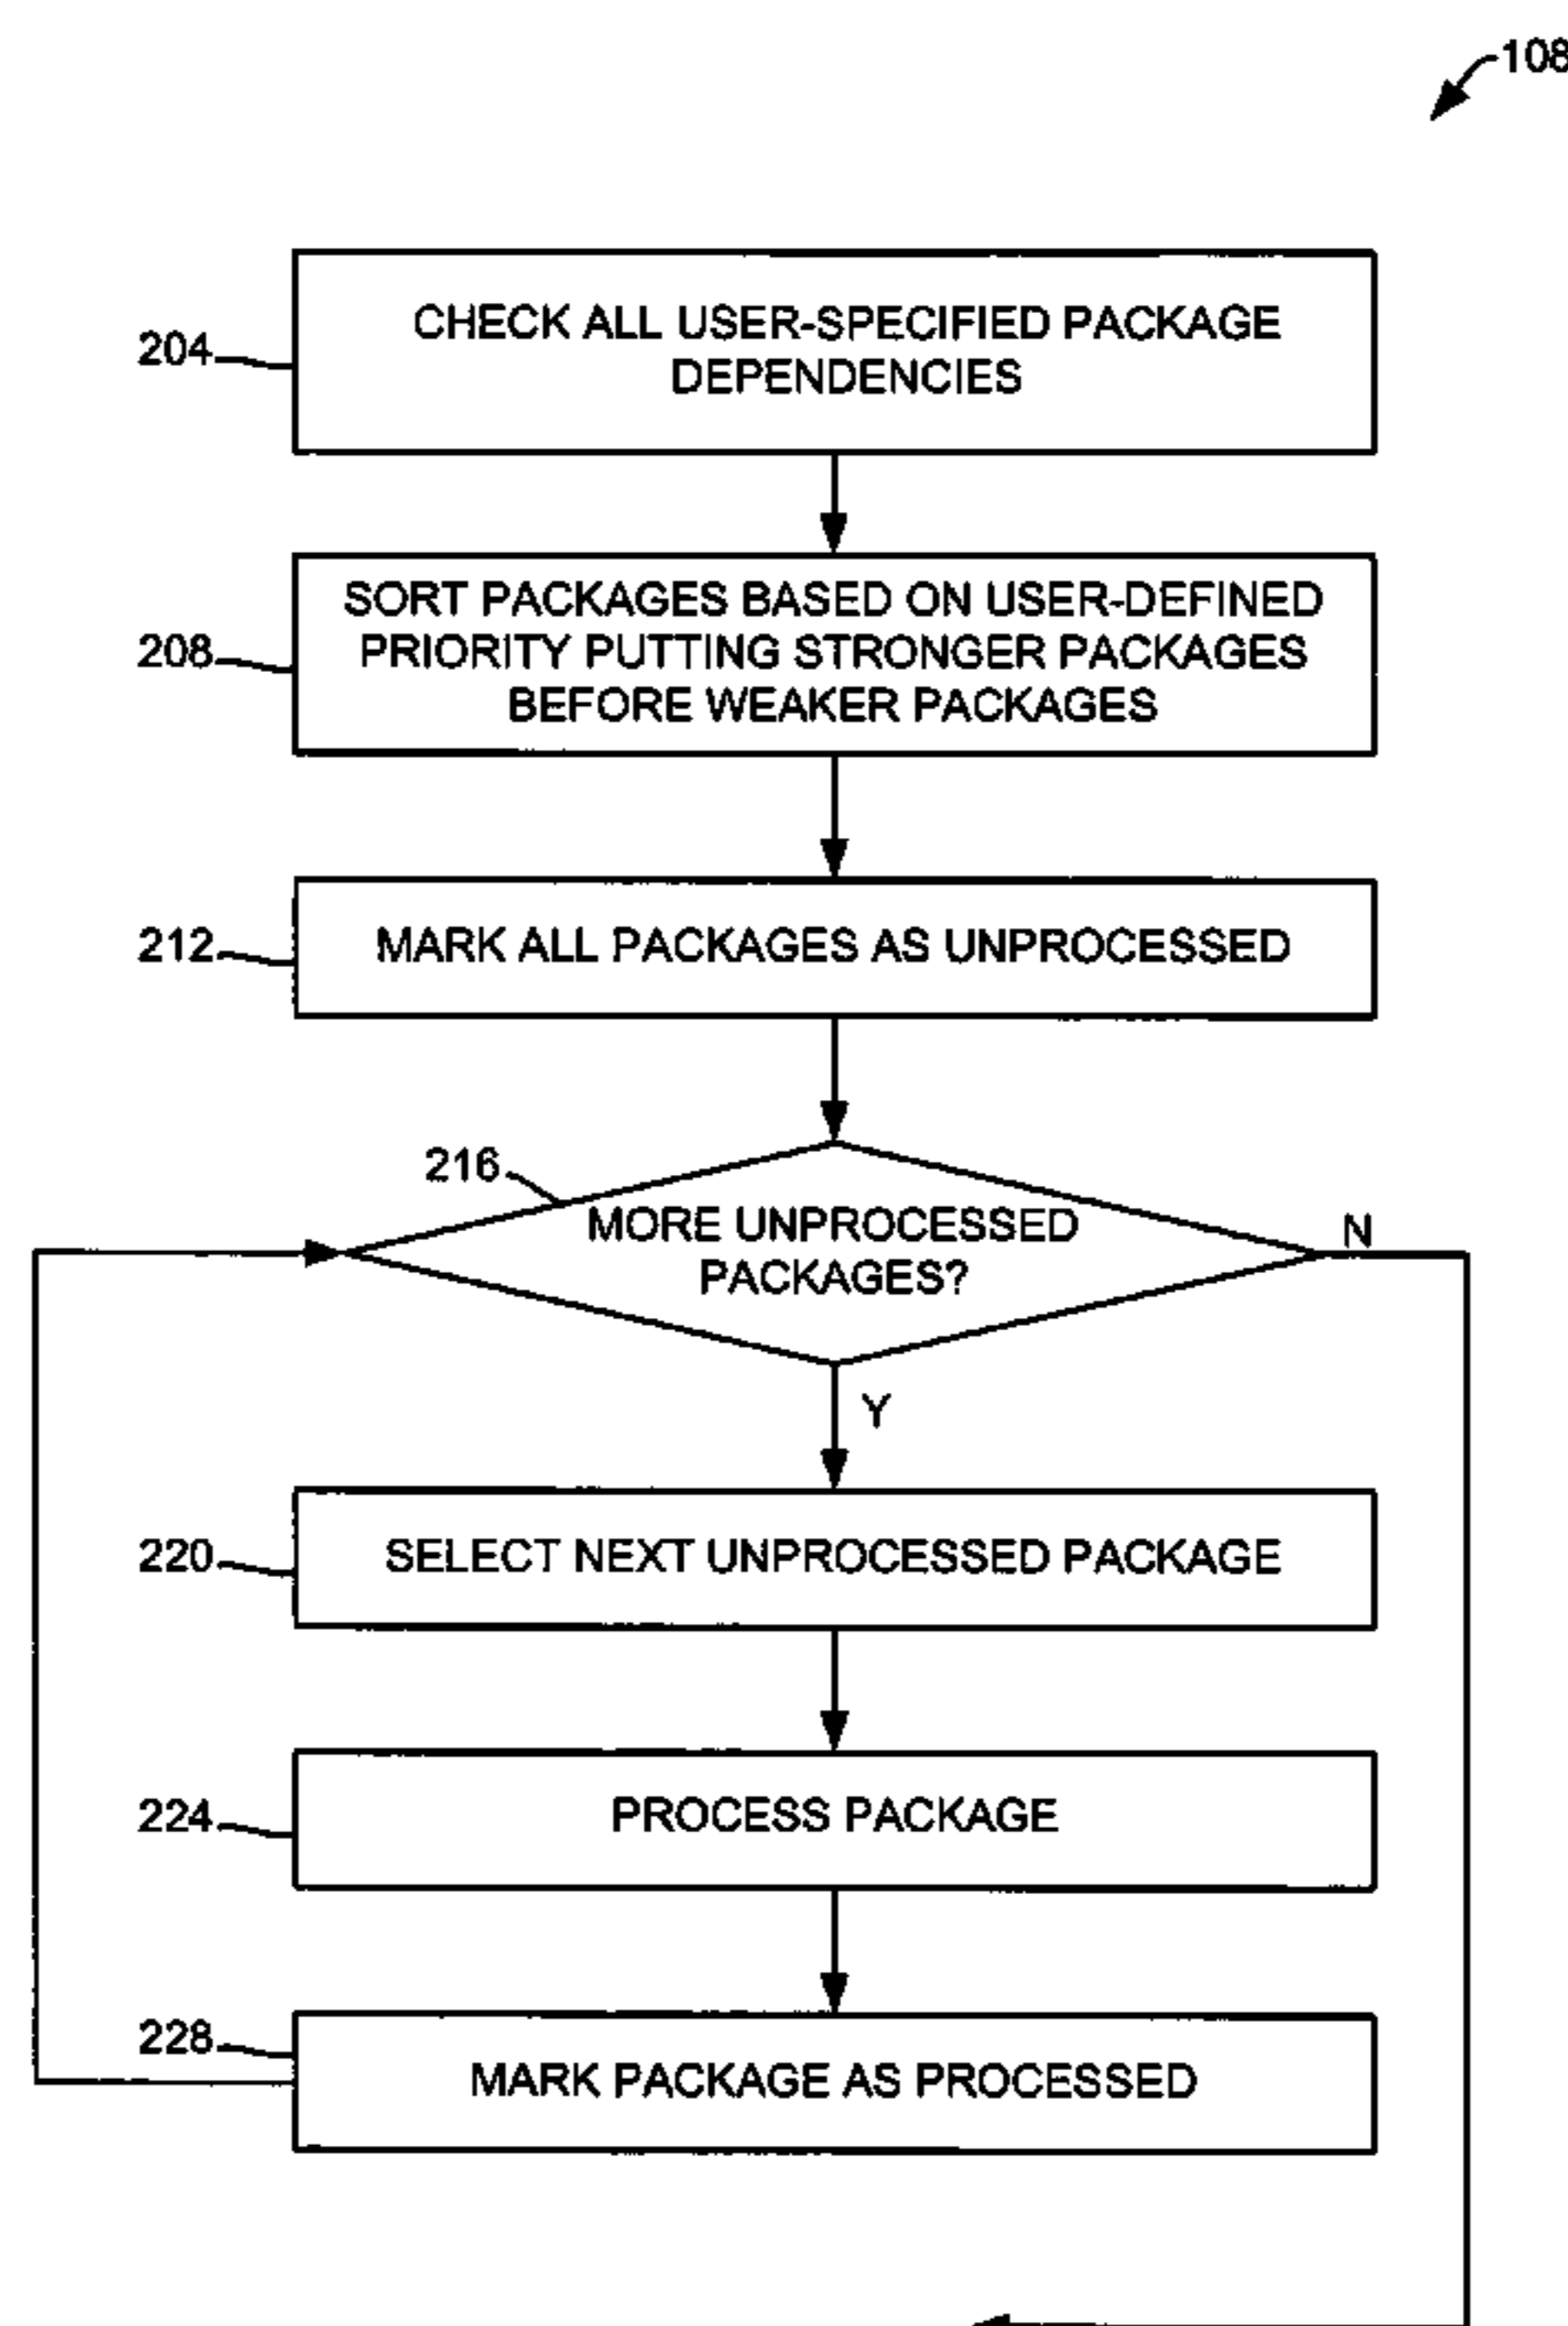 108
204
CHECK ALL USER-SPECIFIED PACKAGE
DEPENDENCIES
208
SORT PACKAGES BASED ON USER-DEFINED
PRIORITY PUTTING STRONGER PACKAGES
BEFORE WEAKER PACKAGES
212
MARK ALL PACKAGES AS UNPROCESSED
216
MORE UNPROCESSED
PACKAGES?
N
Y
220
SELECT NEXT UNPROCESSED PACKAGE
224
PROCESS PACKAGE
228
MARK PACKAGE AS PROCESSED